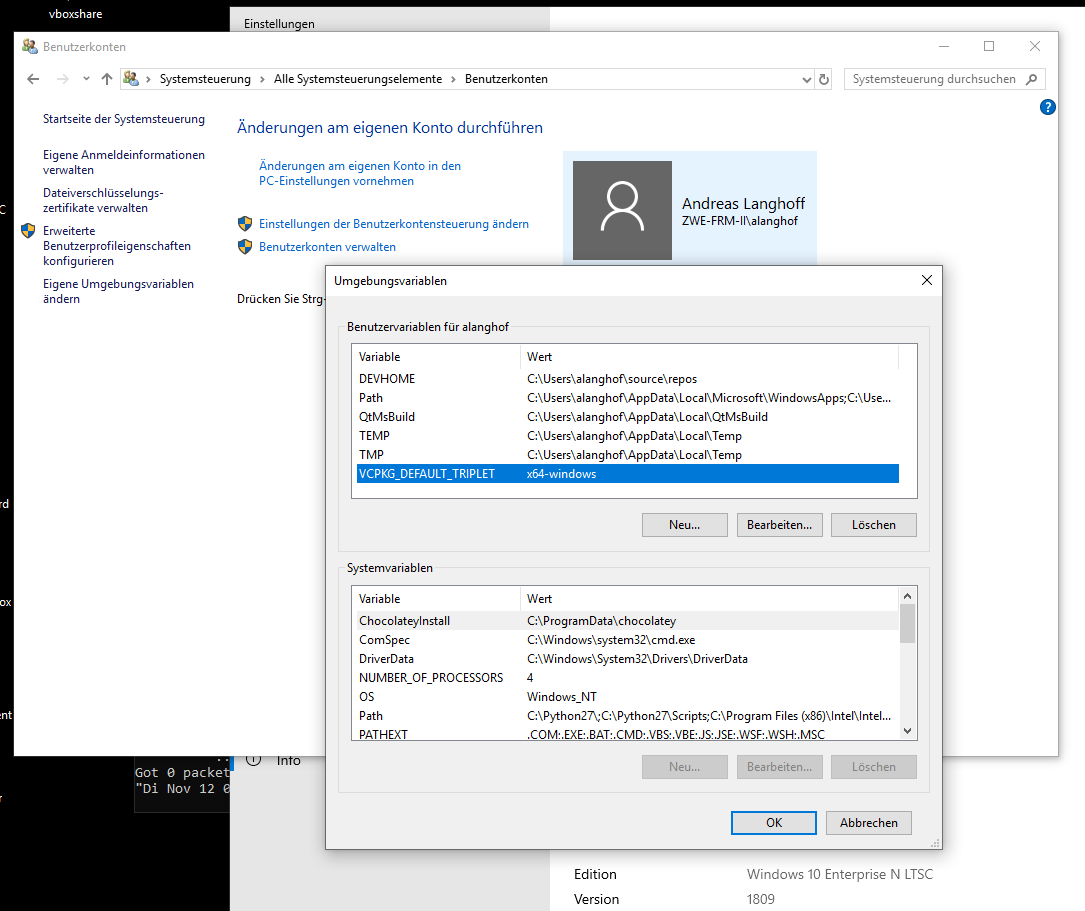 vboxshare
Einstellungen
Benutzerkonten
Systemsteuerung > Alle Systemsteuerungselemente > Benutzerkonten
Systemsteuerung durchsuchen
Startseite der Systemsteuerung
Eigene Anmeldeinformationen
verwalten
Dateiverschlüsselungs-
zertifikate verwalten
Erweiterte
Benutzerprofileigenschaften
konfigurieren
Eigene Umgebungsvariablen
ändern
Änderungen am eigenen Konto durchführen
Änderungen am eigenen Konto in den
PC-Einstellungen vornehmen
Einstellungen der Benutzerkontensteuerung ändern
Benutzerkonten verwalten
Andreas Langhoff
ZWE-FRM-II\alanghof
Drücken Sie Strg-
Umgebungsvariablen
Benutzervariablen für alanghof
Variable Wert
DEVHOME C:\Users\alanghof\source\repos
Path C:\Users\alanghof\AppData\Local\Microsoft\WindowsApps;C:\Use...
QtMsBuild C:\Users\alanghof\AppData\Local\QtMsBuild
TEMP C:\Users\alanghof\AppData\Local\Temp
TMP C:\Users\alanghof\AppData\Local\Temp
VCPKG_DEFAULT_TRIPLET x64-windows
Neu... Bearbeiten... Löschen
Systemvariablen
Variable Wert
ChocolateyInstall C:\ProgramData\chocolatey
ComSpec C:\Windows\system32\cmd.exe
DriverData C:\Windows\System32\Drivers\DriverData
NUMBER_OF_PROCESSORS 4
OS Windows_NT
Path C:\Python27\;C:\Python27\Scripts;C:\Program Files (x86)\Intel\Intel...
PATHEXT .COM;.EXE;.BAT;.CMD;.VBS;.VBE;.JS;.JSE;.WSF;.WSH;.MSC
Neu... Bearbeiten... Löschen
OK Abbrechen
Info
Got 0 packet
"Di Nov 12 0
Edition Windows 10 Enterprise N LTSC
Version 1809